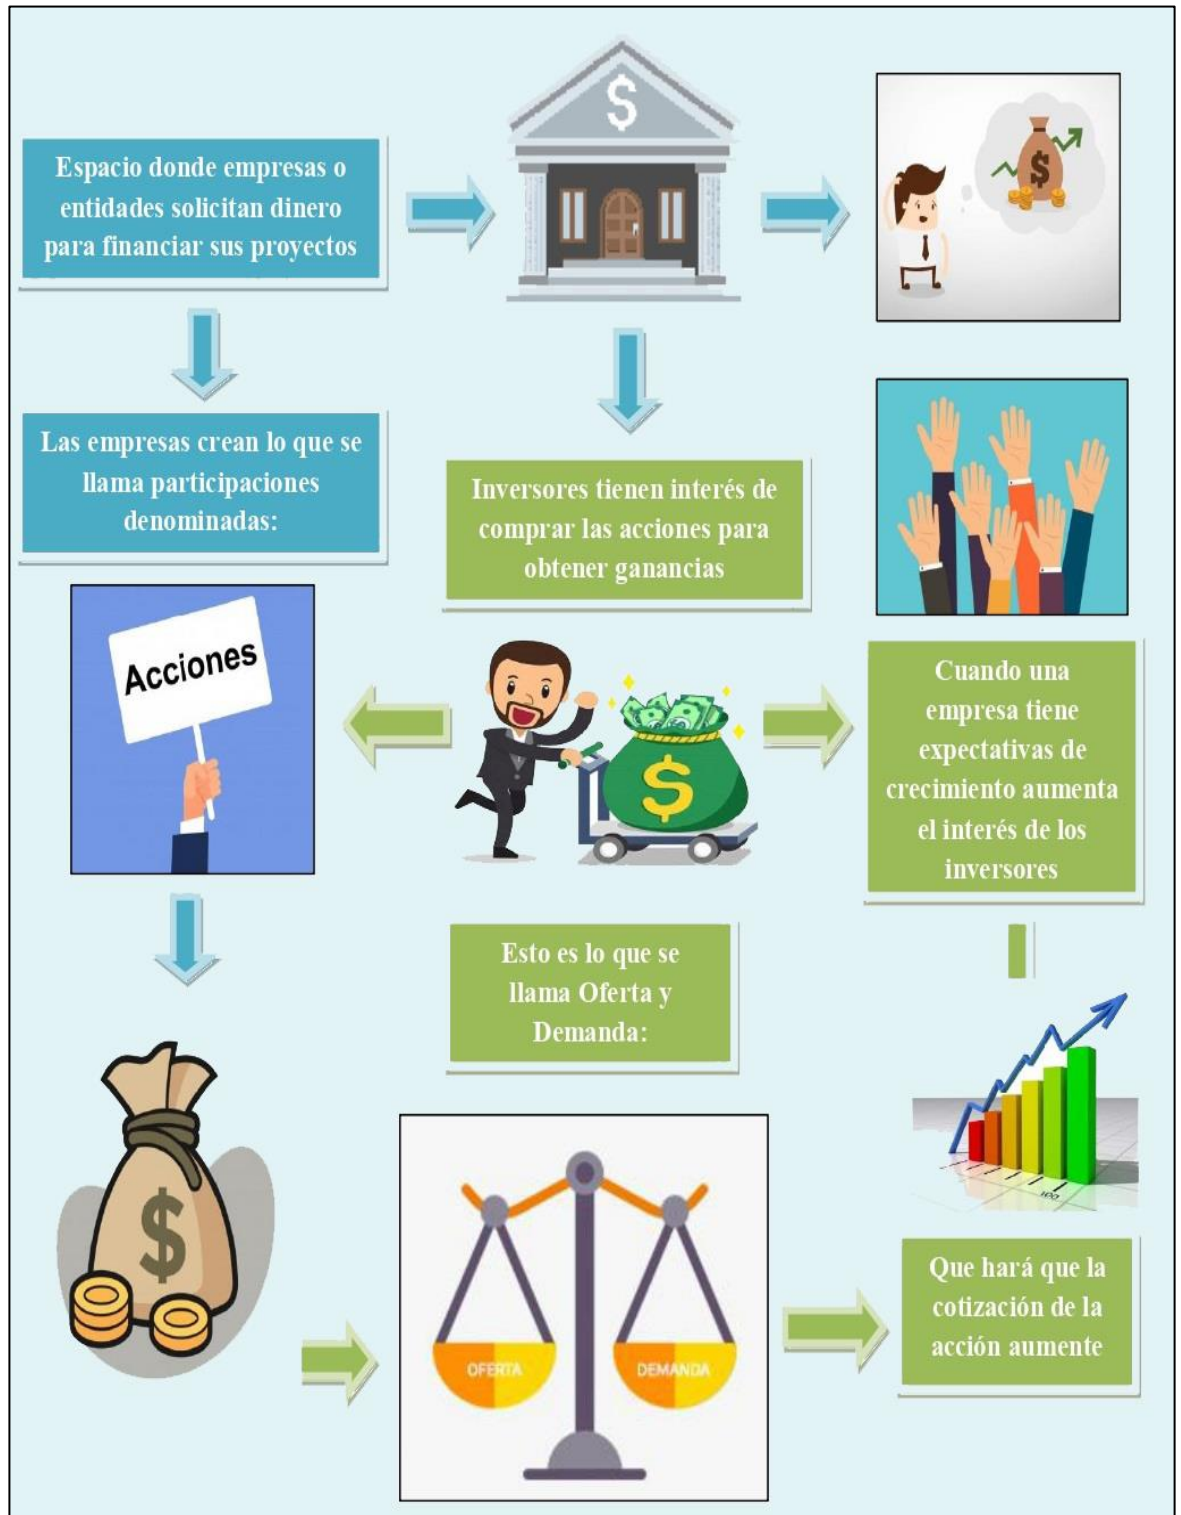 $
$
Espacio donde empresas o
entidades solicitan dinero
para financiar sus proyectos
Las empresas crean lo que se
llama participaciones
denominadas:
Inversores tienen interés de
comprar las acciones para
obtener ganancias
Acciones
$
Cuando una
empresa tiene
expectativas de
crecimiento aumenta
el interés de los
inversores
Esto es lo que se
llama Oferta y
Demanda:
$
100
OFERTA
DEMANDA
Que hará que la
cotización de la
acción aumente